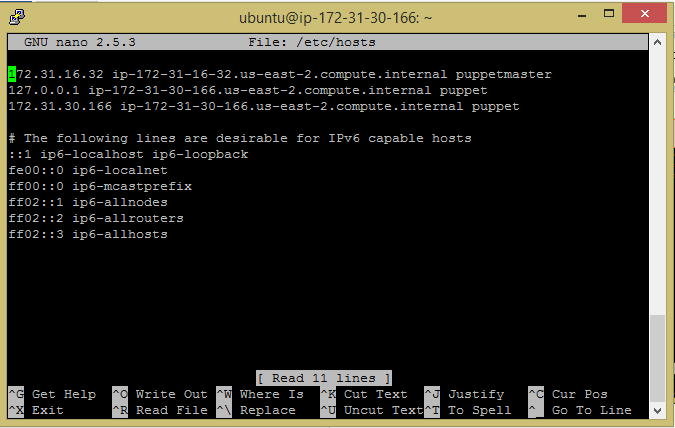 ubuntu@ip-172-31-30-166: ~
GNU nano 2.5.3 File: /etc/hosts
172.31.16.32 ip-172-31-16-32.us-east-2.compute.internal puppetmaster
127.0.0.1 ip-172-31-30-166.us-east-2.compute.internal puppet
172.31.30.166 ip-172-31-30-166.us-east-2.compute.internal puppet
# The following lines are desirable for IPv6 capable hosts
::1 ip6-localhost ip6-loopback
fe00::0 ip6-localnet
ff00::0 ip6-mcastprefix
ff02::1 ip6-allnodes
ff02::2 ip6-allrouters
ff02::3 ip6-allhosts
[ Read 11 lines ]
^G Get Help ^O Write Out ^W Where Is ^K Cut Text ^J Justify ^C Cur Pos
^X Exit ^R Read File ^\ Replace ^U Uncut Text ^T To Spell ^_ Go To Line